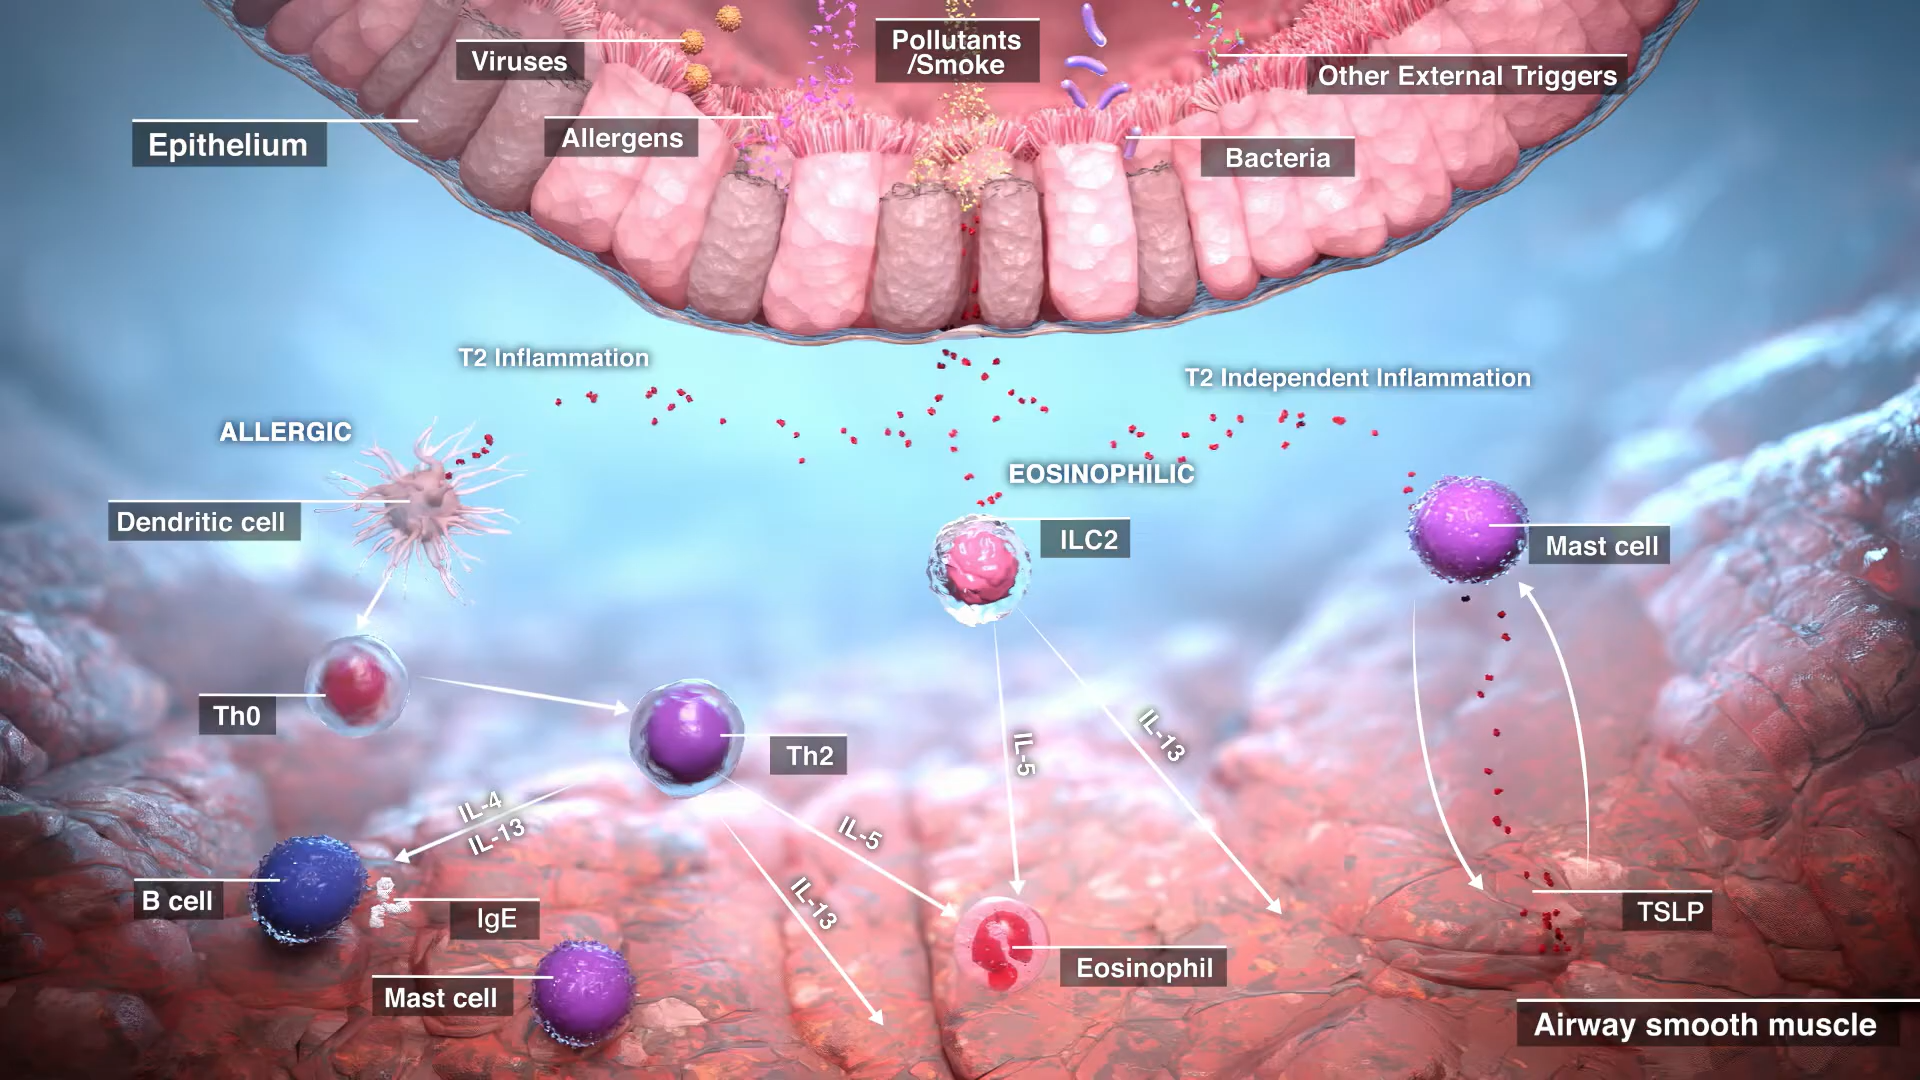 Pollutants
/Smoke
Viruses
Other External Triggers
Allergens
Epithelium
Bacteria
T2 Inflammation
T2 Independent Inflammation
ALLERGIC
EOSINOPHILIC
Dendritic cell
ILC2
Mast cell
Th0
Th2
IL-5
IL-13
IL-4
IL-13
IL-5
IL-13
B cell
IgE
TSLP
Eosinophil
Mast cell
Airway smooth muscle